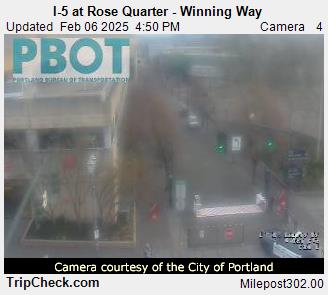 I-5 at Rose Quarter - Winning Way
Updated  Feb 06 2025  4:50 PM  Camera  4
PBOT
PORTLAND BUREAU OF TRANSPORTATION
Camera courtesy of the City of Portland
TripCheck.com  Milepost302.00